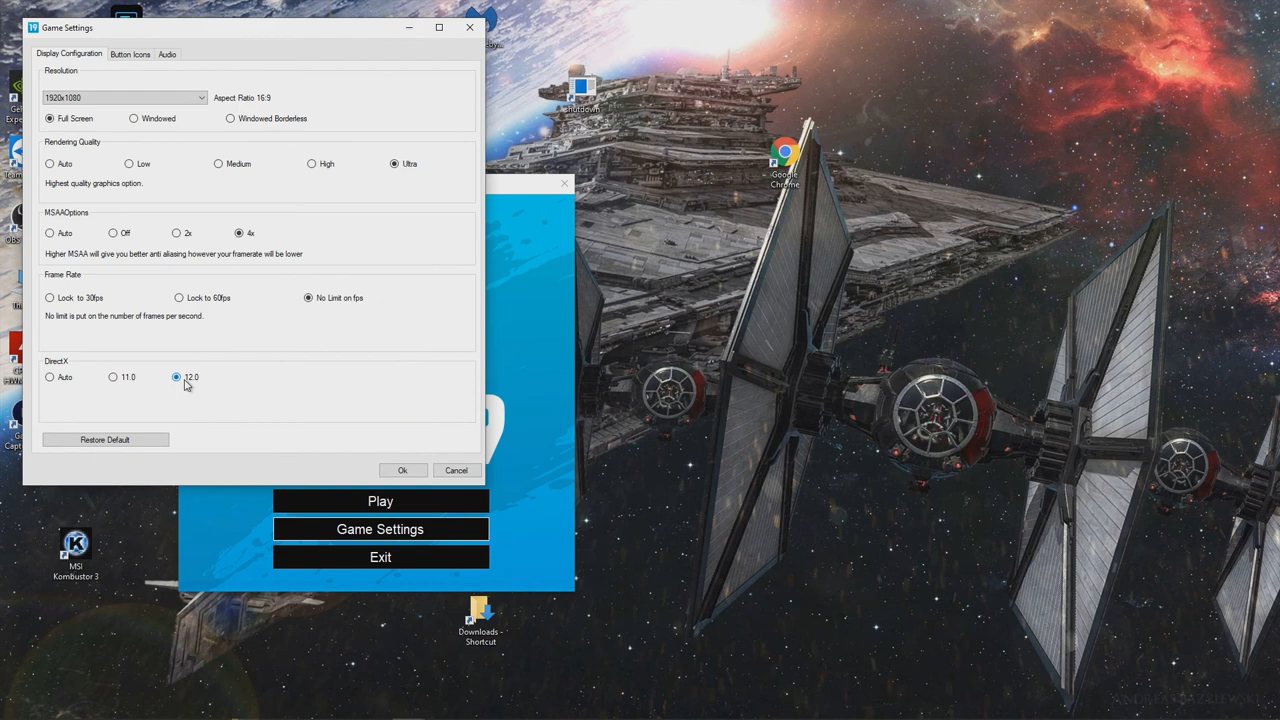 19 Game Settings
Display Configuration Button Icons Audio
Resolution
1920x1080 Aspect Ratio 16:9
Full Screen Windowed Windowed Borderless
Rendering Quality
Auto Low Medium High Ultra
Highest quality graphics option.
MSAAOptions
Auto Off 2x 4x
Higher MSAA will give you better anti aliasing however your framerate will be lower
Frame Rate
Lock to 30fps Lock to 60fps No Limit on fps
No limit is put on the number of frames per second.
DirectX
Auto 11.0 12.0
Restore Default
Ok Cancel
Play
Game Settings
Exit
shutdown
Google
Chrome
K
MSI
Kombustor 3
Downloads -
Shortcut